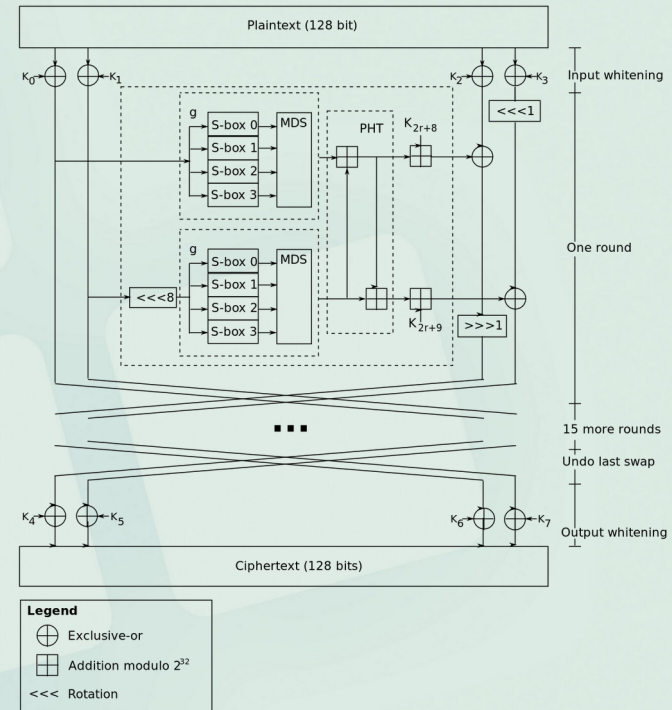 Plaintext (128 bit)
K0
K1
K2
K3
Input whitening
<<<1
g
S-box 0
S-box 1
S-box 2
S-box 3
MDS
PHT
K2r+8
One round
g
<<<8
S-box 0
S-box 1
S-box 2
S-box 3
MDS
K2r+9
>>>1
15 more rounds
Undo last swap
K4
K5
K6
K7
Output whitening
Ciphertext (128 bits)
Legend
Exclusive-or
Addition modulo 2^32
<<< Rotation